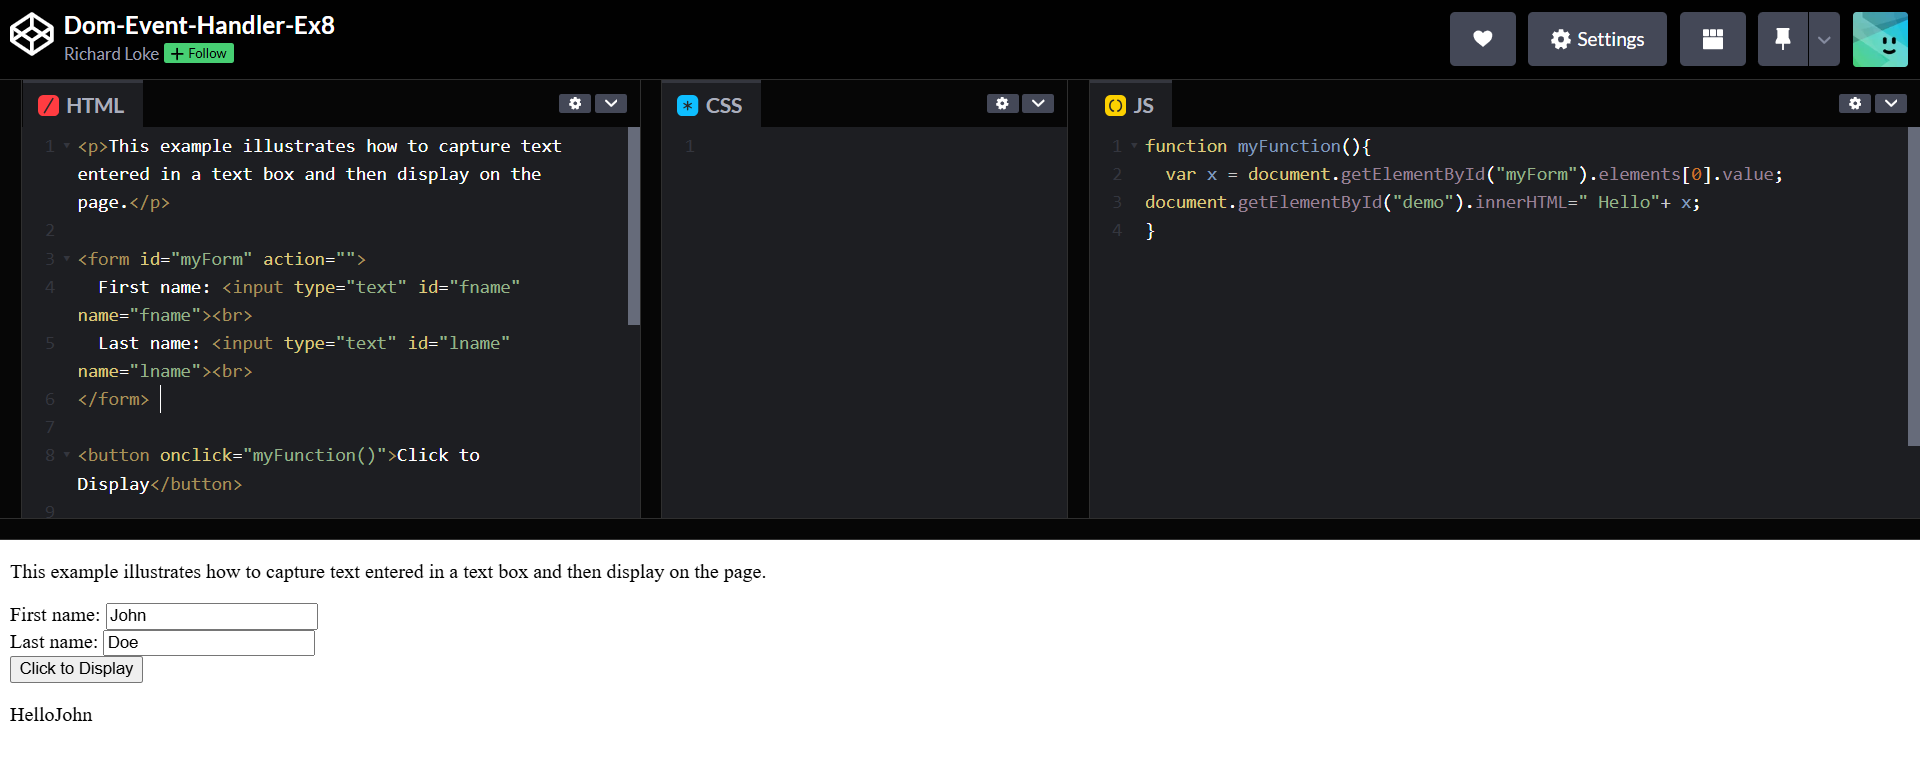 Dom-Event-Handler-Ex8
Richard Loke + Follow
Settings
HTML
1 <p>This example illustrates how to capture text
entered in a text box and then display on the
page.</p>
2
3 <form id="myForm" action="">
4 First name: <input type="text" id="fname"
name="fname"><br>
5 Last name: <input type="text" id="lname"
name="lname"><br>
6 </form>
7
8 <button onclick="myFunction()">Click to
Display</button>
9
CSS
1
JS
1 function myFunction(){
2 var x = document.getElementById("myForm").elements[0].value;
3 document.getElementById("demo").innerHTML=" Hello"+ x;
4 }
This example illustrates how to capture text entered in a text box and then display on the page.
First name: John
Last name: Doe
Click to Display
HelloJohn